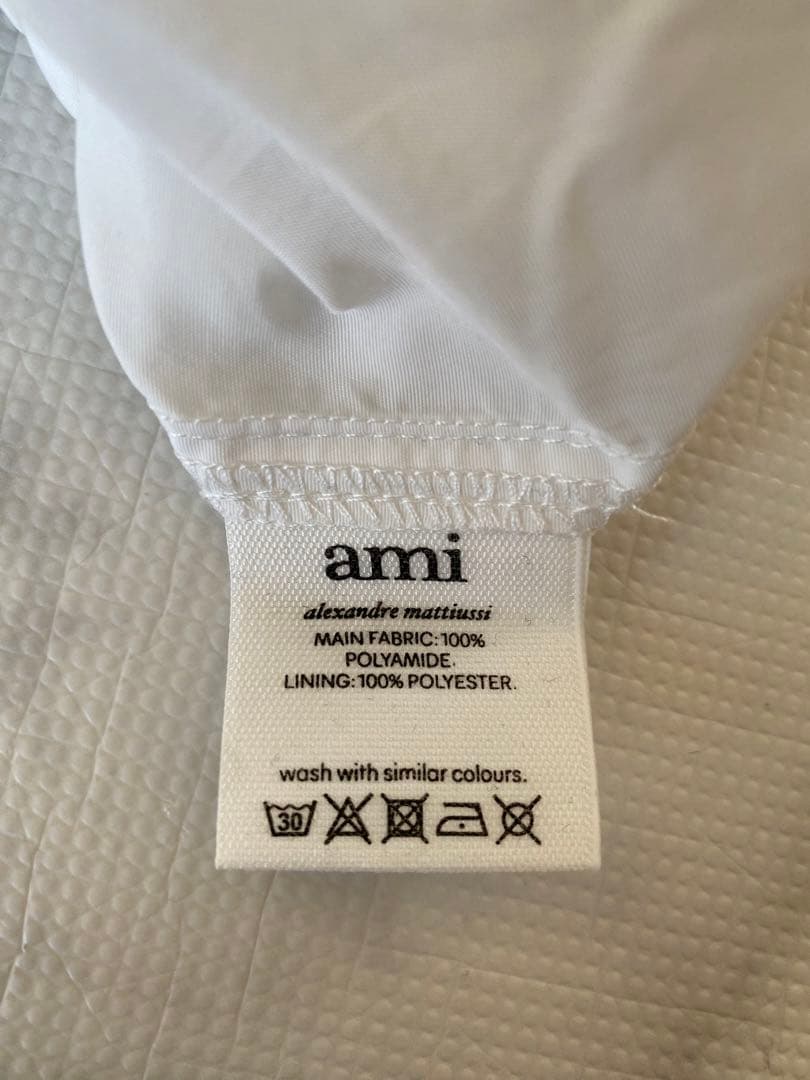 ami
alexandre mattiussi
MAIN FABRIC:100%
POLYAMIDE.
LINING:100% POLYESTER.
wash with similar colours.
30